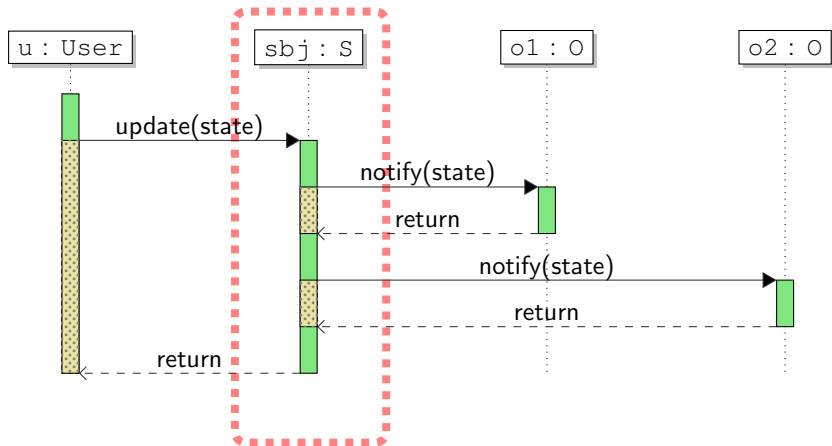 u : User
sbj : S
o1 : O
o2 : O
update(state)
notify(state)
return
notify(state)
return
return